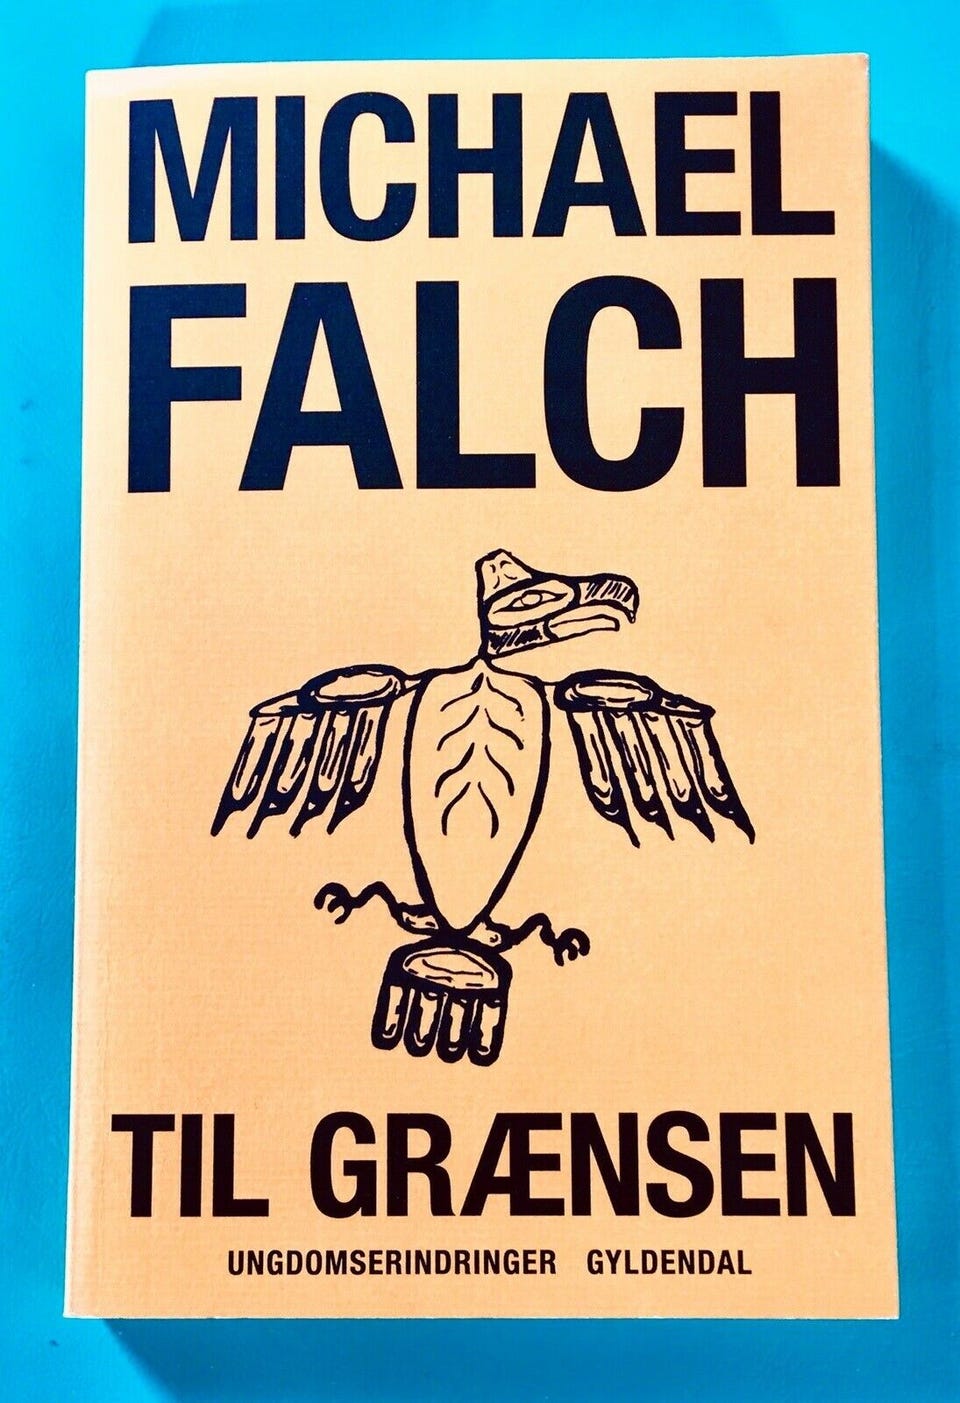 MICHAEL
FALCH
TIL GRÆNSEN
UNGDOMSERINDRINGER GYLDENDAL